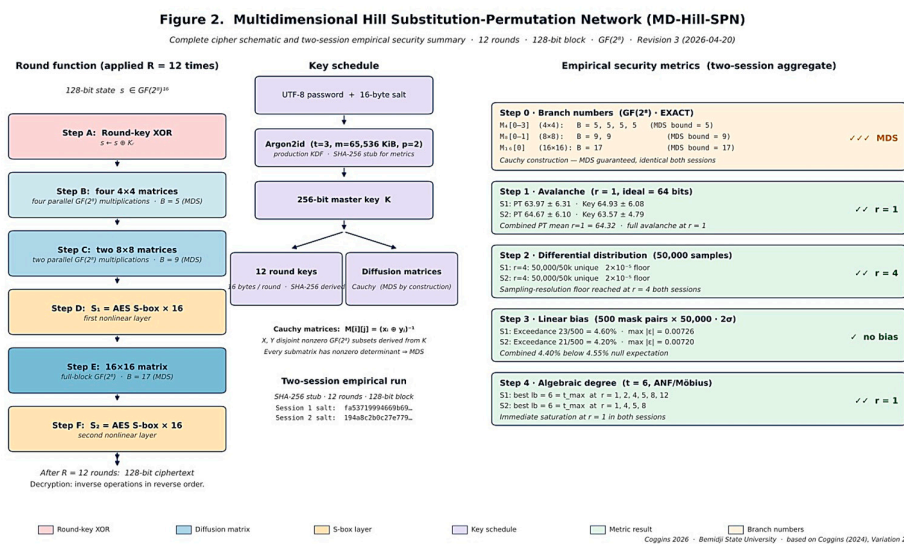 Figure 2.  Multidimensional Hill Substitution-Permutation Network (MD-Hill-SPN)
Complete cipher schematic and two-session empirical security summary · 12 rounds · 128-bit block · GF(2⁸) · Revision 3 (2026-04-20)
Round function (applied R = 12 times)
128-bit state s ∈ GF(2⁸)¹⁶
Step A: Round-key XOR
s ← s ⊕ Kᵣ
Step B: four 4×4 matrices
four parallel GF(2⁸) multiplications · B = 5 (MDS)
Step C: two 8×8 matrices
two parallel GF(2⁸) multiplications · B = 9 (MDS)
Step D: S₁ = AES S-box × 16
first nonlinear layer
Step E: 16×16 matrix
full-block GF(2⁸) · B = 17 (MDS)
Step F: S₂ = AES S-box × 16
second nonlinear layer
After R = 12 rounds: 128-bit ciphertext
Decryption: inverse operations in reverse order.
Key schedule
UTF-8 password + 16-byte salt
Argon2id (t=3, m=65,536 KiB, p=2)
production KDF · SHA-256 stub for metrics
256-bit master key K
12 round keys
16 bytes / round · SHA-256 derived
Diffusion matrices
Cauchy (MDS by construction)
Cauchy matrices: M[i][j] = (xᵢ ⊕ yⱼ)⁻¹
X, Y disjoint nonzero GF(2⁸) subsets derived from K
Every submatrix has nonzero determinant ⇒ MDS
Two-session empirical run
SHA-256 stub · 12 rounds · 128-bit block
Session 1 salt: fa53719994669b69…
Session 2 salt: 194a8c2b0c27e779…
Empirical security metrics (two-session aggregate)
Step 0 · Branch numbers (GF(2⁸) · EXACT)
M₄[0–3] (4×4): B = 5, 5, 5, 5 (MDS bound = 5)
M₈[0–1] (8×8): B = 9, 9 (MDS bound = 9)
M₁₆[0] (16×16): B = 17 (MDS bound = 17)
Cauchy construction — MDS guaranteed, identical both sessions
✓✓✓ MDS
Step 1 · Avalanche (r = 1, ideal = 64 bits)
S1: PT 63.97 ± 6.31 · Key 64.93 ± 6.08
S2: PT 64.67 ± 6.10 · Key 63.57 ± 4.79
Combined PT mean r=1 = 64.32 · full avalanche at r = 1
✓✓ r = 1
Step 2 · Differential distribution (50,000 samples)
S1: r=4: 50,000/50k unique 2×10⁻⁵ floor
S2: r=4: 50,000/50k unique 2×10⁻⁵ floor
Sampling-resolution floor reached at r = 4 both sessions
✓✓ r = 4
Step 3 · Linear bias (500 mask pairs × 50,000 · 2σ)
S1: Exceedance 23/500 = 4.60% · max |ε| = 0.00726
S2: Exceedance 21/500 = 4.20% · max |ε| = 0.00720
Combined 4.40% below 4.55% null expectation
✓ no bias
Step 4 · Algebraic degree (t = 6, ANF/Möbius)
S1: best lb = 6 = t_max at r = 1, 2, 4, 5, 8, 12
S2: best lb = 6 = t_max at r = 1, 4, 5, 8
Immediate saturation at r = 1 in both sessions
✓✓ r = 1
Round-key XOR
Diffusion matrix
S-box layer
Key schedule
Metric result
Branch numbers
Coggins 2026 · Bemidji State University · based on Coggins (2024), Variation